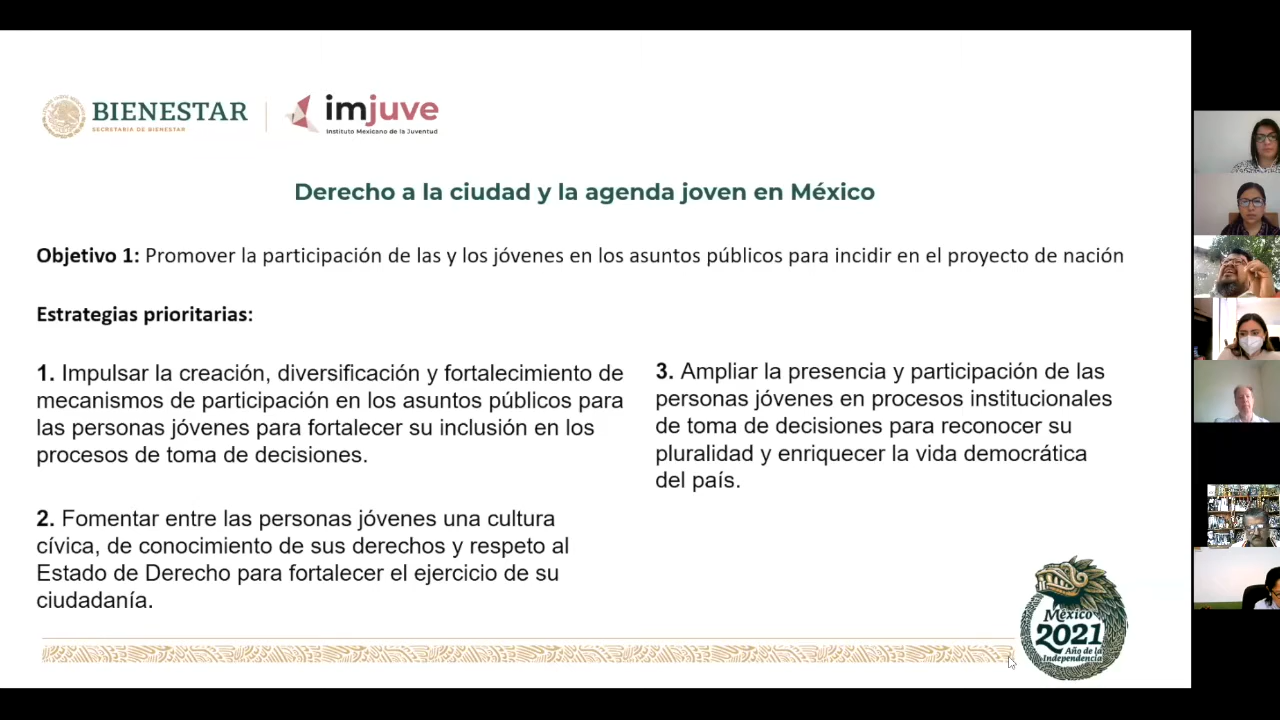 BIENESTAR
SECRETARÍA DE BIENESTAR
imjuve
Instituto Mexicano de la Juventud
Derecho a la ciudad y la agenda joven en México
Objetivo 1: Promover la participación de las y los jóvenes en los asuntos públicos para incidir en el proyecto de nación
Estrategias prioritarias:
1. Impulsar la creación, diversificación y fortalecimiento de
mecanismos de participación en los asuntos públicos para
las personas jóvenes para fortalecer su inclusión en los
procesos de toma de decisiones.
2. Fomentar entre las personas jóvenes una cultura
cívica, de conocimiento de sus derechos y respeto al
Estado de Derecho para fortalecer el ejercicio de su
ciudadanía.
3. Ampliar la presencia y participación de las
personas jóvenes en procesos institucionales
de toma de decisiones para reconocer su
pluralidad y enriquecer la vida democrática
del país.
México
2021
Año de la
Independencia